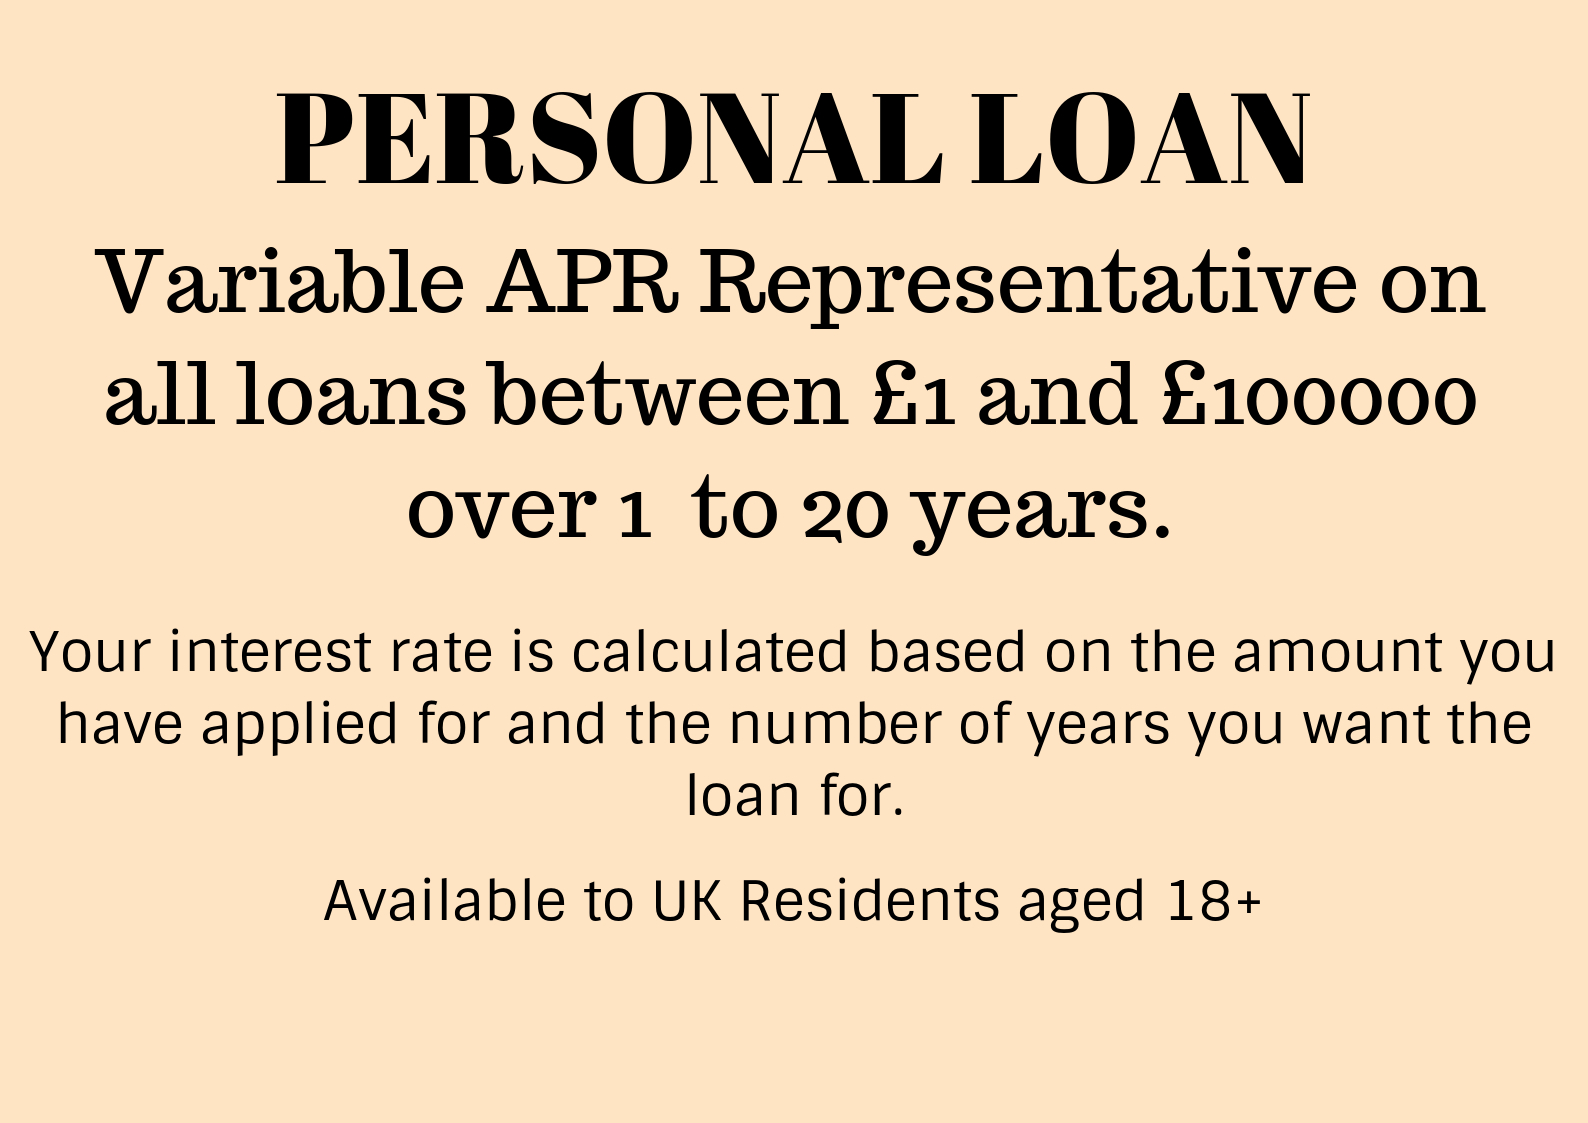 PERSONAL LOAN
Variable APR Representative on
all loans between £1 and £100000
over 1 to 20 years.
Your interest rate is calculated based on the amount you
have applied for and the number of years you want the
loan for.
Available to UK Residents aged 18+